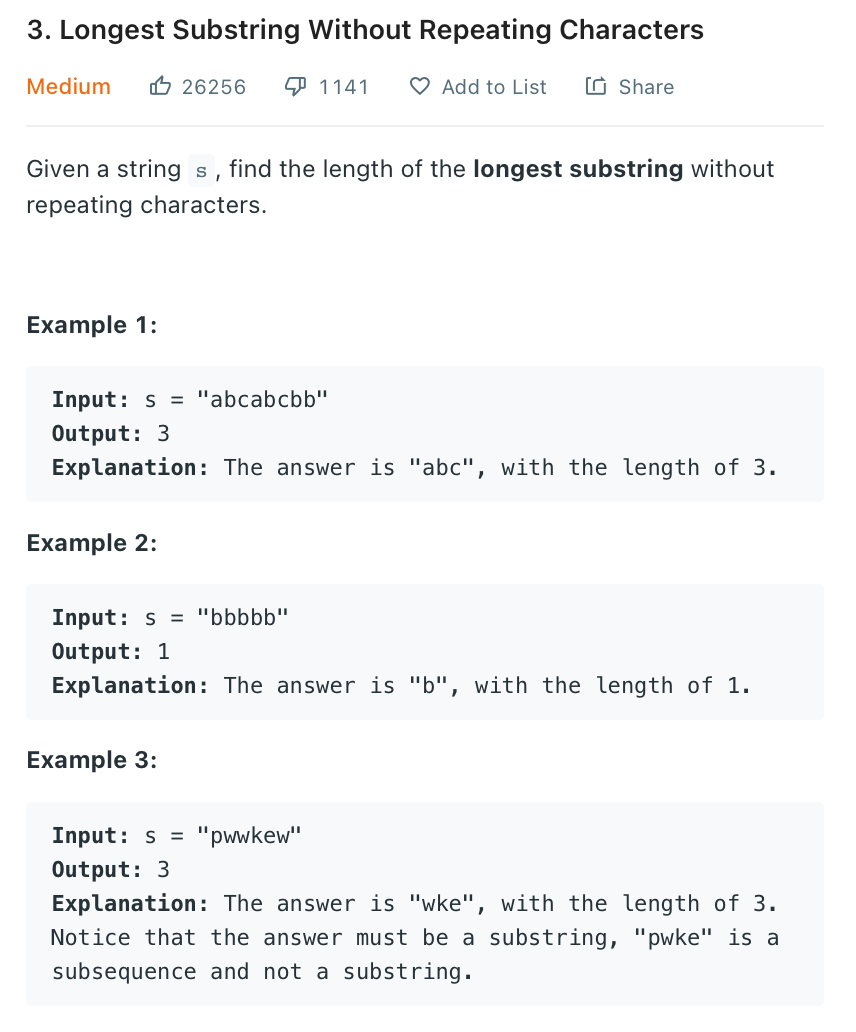 3. Longest Substring Without Repeating Characters
Medium 26256 1141 Add to List Share
Given a string s, find the length of the longest substring without
repeating characters.
Example 1:
Input: s = "abcabcbb"
Output: 3
Explanation: The answer is "abc", with the length of 3.
Example 2:
Input: s = "bbbbb"
Output: 1
Explanation: The answer is "b", with the length of 1.
Example 3:
Input: s = "pwwkew"
Output: 3
Explanation: The answer is "wke", with the length of 3.
Notice that the answer must be a substring, "pwke" is a
subsequence and not a substring.